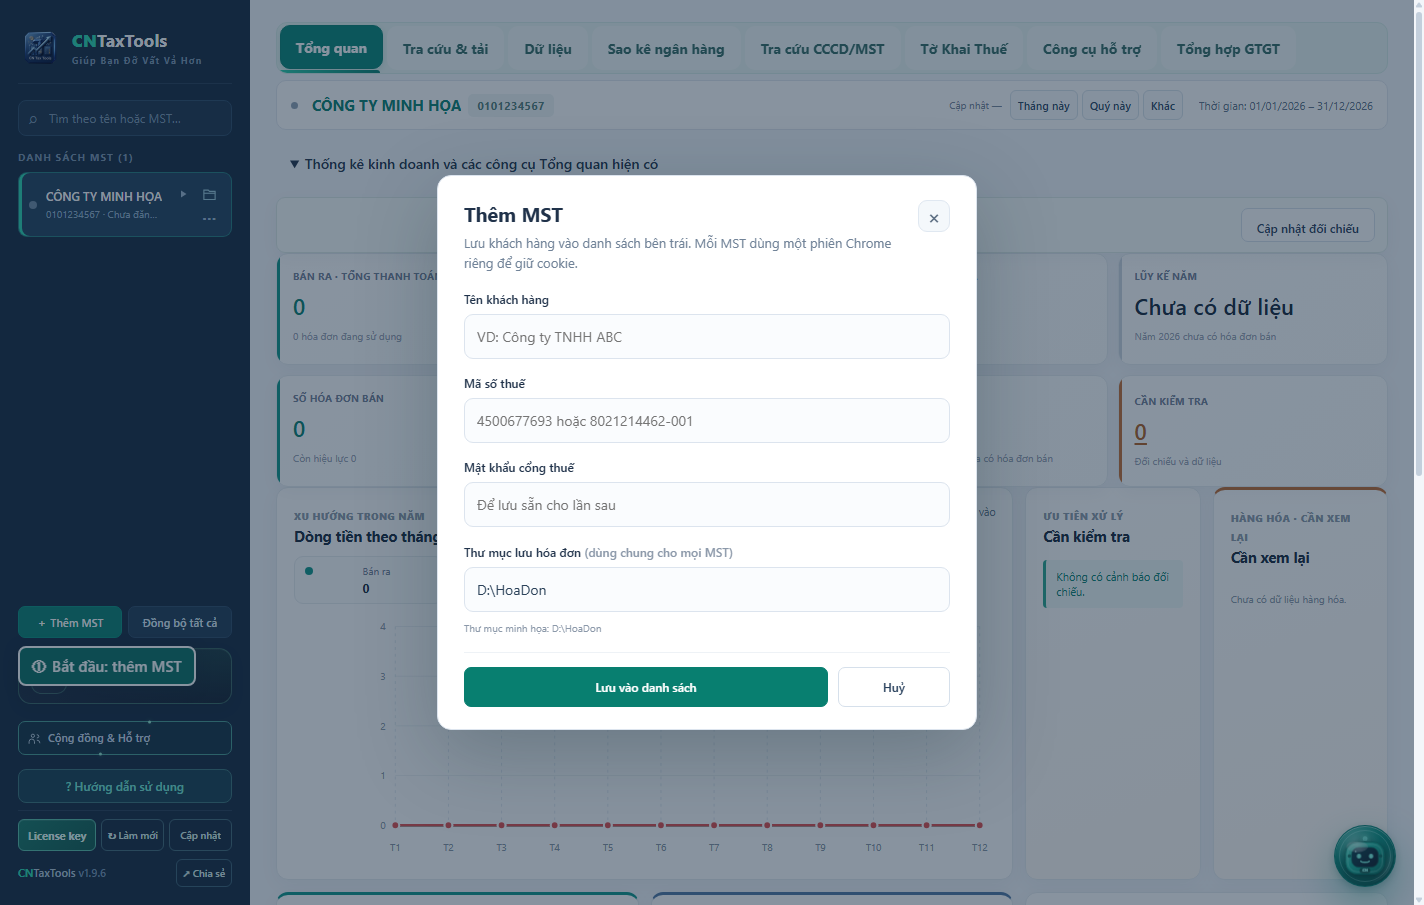 CNTaxTools
Giúp Bạn Đỡ Vất Vả Hơn
Tìm theo tên hoặc MST...
DANH SÁCH MST (1)
CÔNG TY MINH HỌA
0101234567 · Chưa đăn...
+ Thêm MST
Đồng bộ tất cả
① Bắt đầu: thêm MST
Cộng đồng & Hỗ trợ
? Hướng dẫn sử dụng
License key
↻ Làm mới
Cập nhật
CNTaxTools v1.9.6
↗ Chia sẻ
Tổng quan
Tra cứu & tải
Dữ liệu
Sao kê ngân hàng
Tra cứu CCCD/MST
Tờ Khai Thuế
Công cụ hỗ trợ
Tổng hợp GTGT
CÔNG TY MINH HỌA
0101234567
Cập nhật —
Tháng này
Quý này
Khác
Thời gian: 01/01/2026 – 31/12/2026
▼ Thống kê kinh doanh và các công cụ Tổng quan hiện có
Cập nhật đối chiếu
BÁN RA · TỔNG THANH TOÁN
0
0 hóa đơn đang sử dụng
LŨY KẾ NĂM
Chưa có dữ liệu
Năm 2026 chưa có hóa đơn bán
SỐ HÓA ĐƠN BÁN
0
Còn hiệu lực 0
có hóa đơn bán
CẦN KIỂM TRA
0
Đối chiếu và dữ liệu
XU HƯỚNG TRONG NĂM
Dòng tiền theo tháng
Bán ra
0
vào
4
3
2
1
0
T1
T2
T3
T4
T5
T6
T7
T8
T9
T10
T11
T12
ƯU TIÊN XỬ LÝ
Cần kiểm tra
Không có cảnh báo đối
chiếu.
HÀNG HÓA · CẦN XEM
LẠI
Cần xem lại
Chưa có dữ liệu hàng hóa.
Thêm MST
×
Lưu khách hàng vào danh sách bên trái. Mỗi MST dùng một phiên Chrome
riêng để giữ cookie.
Tên khách hàng
VD: Công ty TNHH ABC
Mã số thuế
4500677693 hoặc 8021214462-001
Mật khẩu cổng thuế
Để lưu sẵn cho lần sau
Thư mục lưu hóa đơn (dùng chung cho mọi MST)
D:\HoaDon
Thư mục minh họa: D:\HoaDon
Lưu vào danh sách
Huỷ